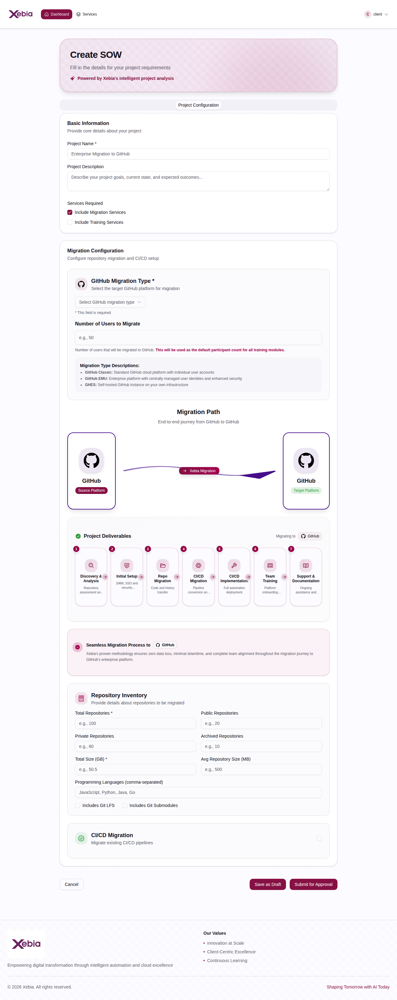 Xebia
Dashboard
Services
C
client
Create SOW
Fill in the details for your project requirements
Powered by Xebia's intelligent project analysis
Project Configuration
Basic Information
Provide core details about your project
Project Name *
Enterprise Migration to GitHub
Project Description
Describe your project goals, current state, and expected outcomes...
Services Required
Include Migration Services
Include Training Services
Migration Configuration
Configure repository migration and CI/CD setup
GitHub Migration Type *
Select the target GitHub platform for migration
Select GitHub migration type
* This field is required
Number of Users to Migrate
e.g., 50
Number of users that will be migrated to GitHub. This will be used as the default participant count for all training modules.
Migration Type Descriptions:
• GitHub Classic: Standard GitHub cloud platform with individual user accounts
• GitHub EMU: Enterprise platform with centrally managed user identities and enhanced security
• GHES: Self-hosted GitHub instance on your own infrastructure
Migration Path
End-to-end journey from GitHub to GitHub
GitHub
Source Platform
Xebia Migration
GitHub
Target Platform
Project Deliverables
Migrating to
GitHub
1
Discovery &
Analysis
Repository
assessment an..
2
Initial Setup
SAML SSO and
security...
3
Repo
Migration
Code and history
transfer
4
CI/CD
Migration
Pipeline
conversion an...
5
CI/CD
Implementation
Full automation
deployment
6
Team
Training
Platform
onboarding...
7
Support &
Documentation
Ongoing
assistance and..
Seamless Migration Process to
GitHub
Xebia's proven methodology ensures zero data loss, minimal downtime, and complete team alignment throughout the migration journey to
GitHub's enterprise platform.
Repository Inventory
Provide details about repositories to be migrated
Total Repositories *
Public Repositories
e.g., 100
e.g., 20
Private Repositories
Archived Repositories
e.g., 80
e.g., 10
Total Size (GB) *
Avg Repository Size (MB)
e.g., 50.5
e.g., 500
Programming Languages (comma-separated)
JavaScript, Python, Java, Go
Includes Git LFS
Includes Git Submodules
CI/CD Migration
Migrate existing CI/CD pipelines
Cancel
Save as Draft
Submit for Approval
Xebia
Empowering digital transformation through intelligent automation and cloud excellence
Our Values
• Innovation at Scale
• Client-Centric Excellence
• Continuous Learning
© 2026 Xebia. All rights reserved.
Shaping Tomorrow with AI Today